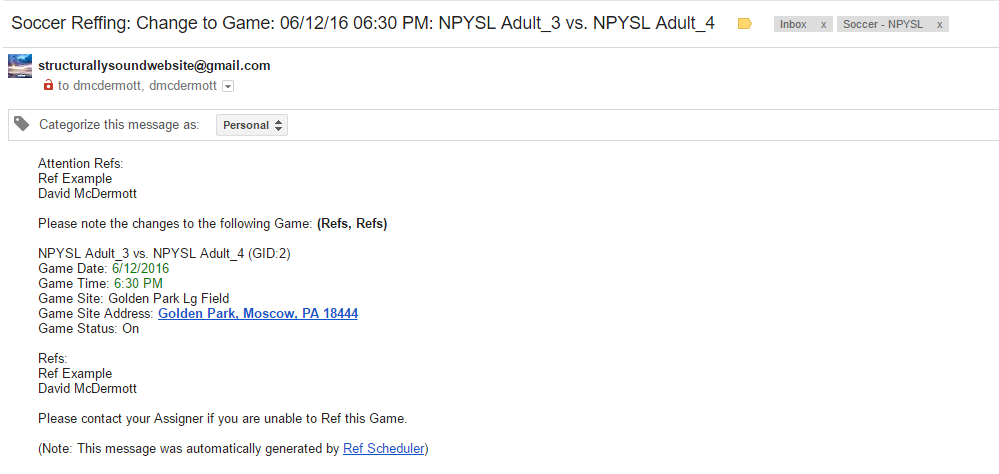 Soccer Reffing: Change to Game: 06/12/16 06:30 PM: NPYSL Adult_3 vs. NPYSL Adult_4 Inbox x Soccer - NPYSL x
structurallysoundwebsite@gmail.com
to dmcdermott, dmcdermott
Categorize this message as: Personal
Attention Refs:
Ref Example
David McDermott
Please note the changes to the following Game: (Refs, Refs)
NPYSL Adult_3 vs. NPYSL Adult_4 (GID:2)
Game Date: 6/12/2016
Game Time: 6:30 PM
Game Site: Golden Park Lg Field
Game Site Address: Golden Park, Moscow, PA 18444
Game Status: On
Refs:
Ref Example
David McDermott
Please contact your Assigner if you are unable to Ref this Game.
(Note: This message was automatically generated by Ref Scheduler)